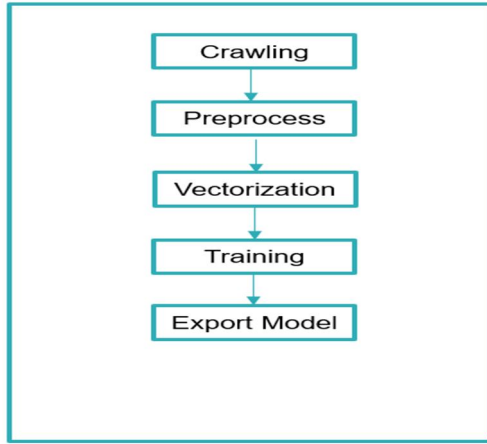 Crawling
Preprocess
Vectorization
Training
Export Model